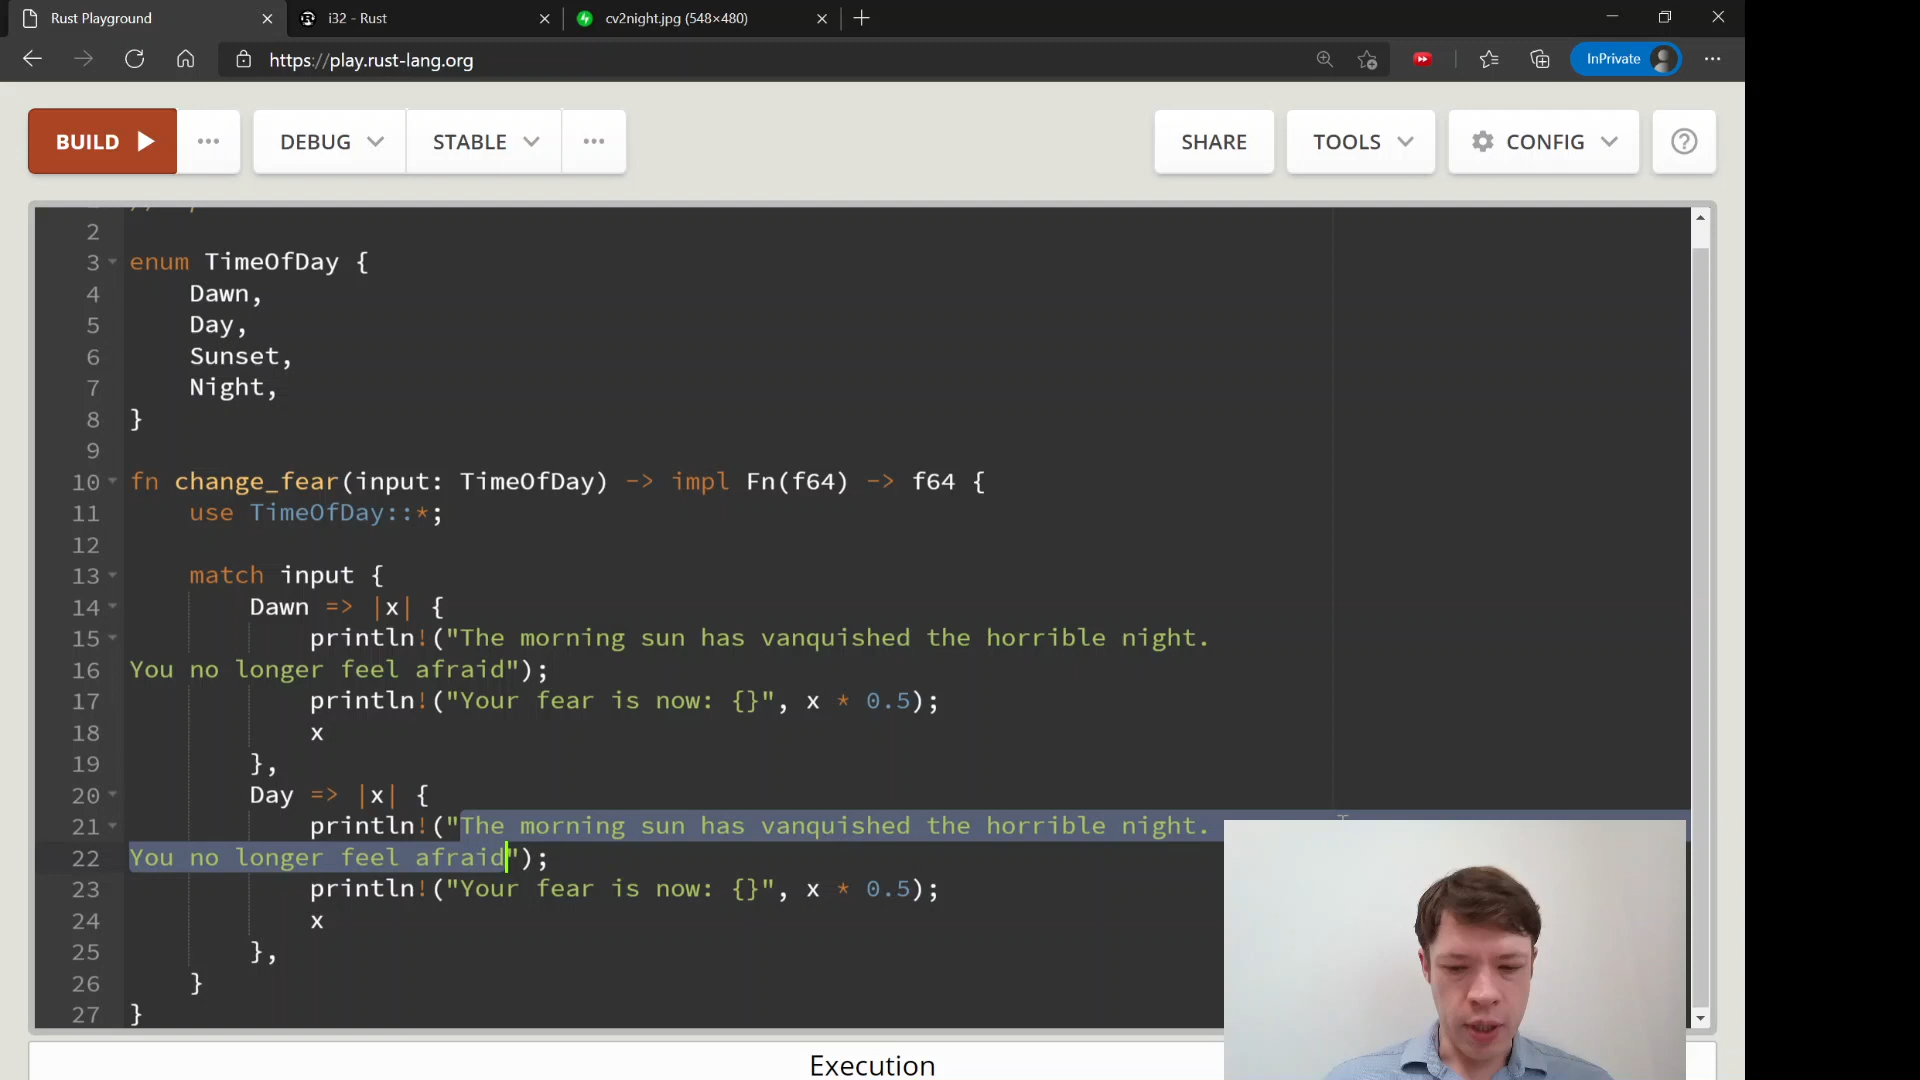 Rust Playground
i32 - Rust
cv2night.jpg (548×480)
https://play.rust-lang.org
InPrivate
BUILD
DEBUG
STABLE
SHARE
TOOLS
CONFIG
2
3 enum TimeOfDay {
4 Dawn,
5 Day,
6 Sunset,
7 Night,
8 }
9
10 fn change_fear(input: TimeOfDay) -> impl Fn(f64) -> f64 {
11 use TimeOfDay::*;
12
13 match input {
14 Dawn => |x| {
15 println!("The morning sun has vanquished the horrible night.
16 You no longer feel afraid");
17 println!("Your fear is now: {}", x * 0.5);
18 x
19 },
20 Day => |x| {
21 println!("The morning sun has vanquished the horrible night.
22 You no longer feel afraid");
23 println!("Your fear is now: {}", x * 0.5);
24 x
25 },
26 }
27 }
Execution